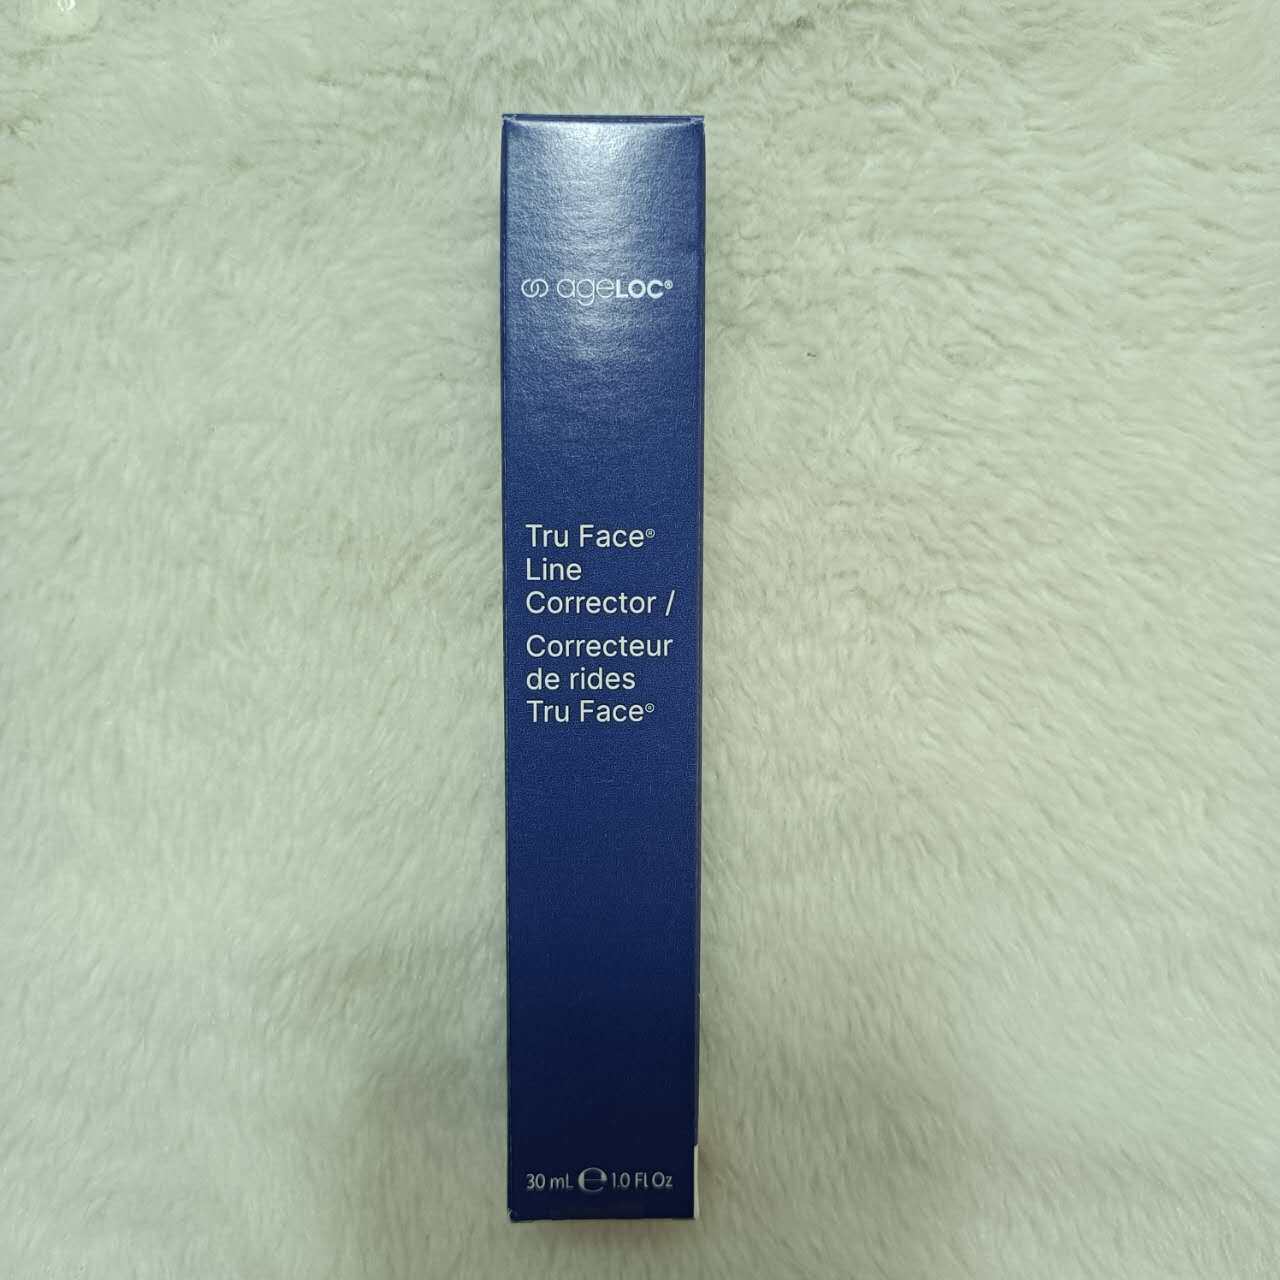 ageLOC®
Tru Face®
Line
Corrector /
Correcteur
de rides
Tru Face®
30 mL ℮ 1.0 Fl Oz